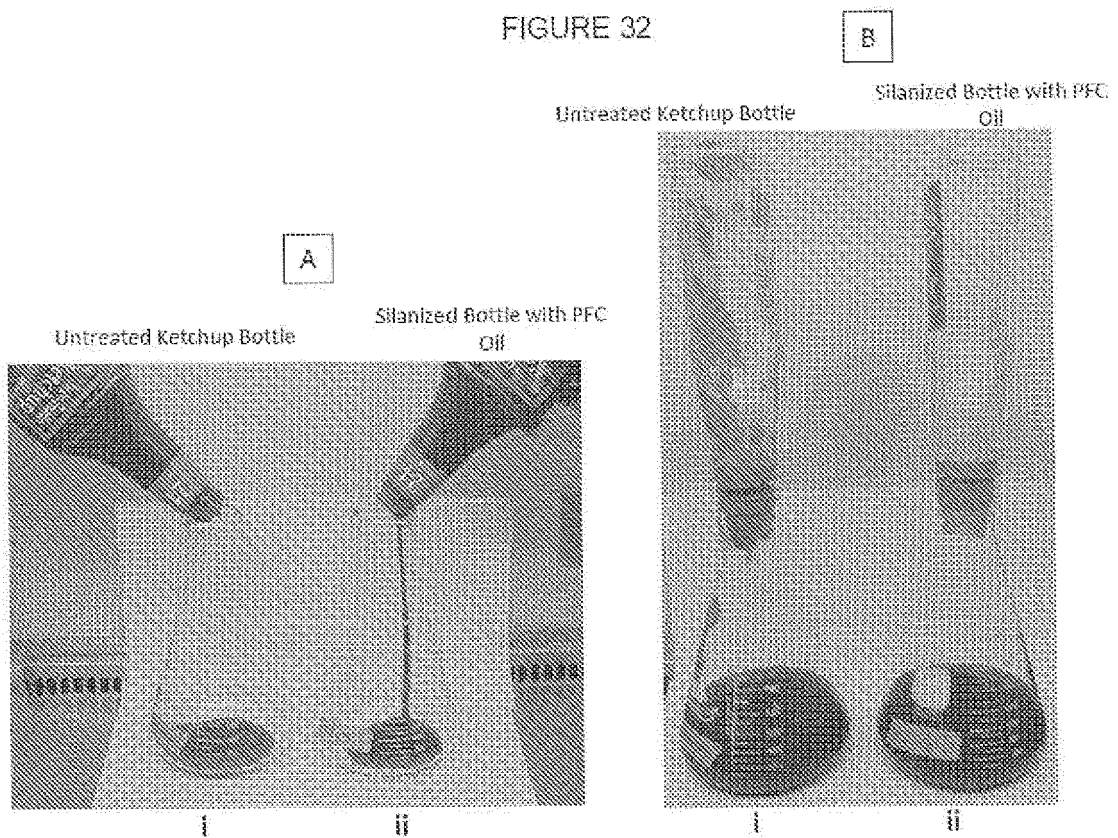 FIGURE 32
B
Untreated Ketchup Bottle
Silanized Bottle with PFC
Oil
A
Untreated Ketchup Bottle
Silanized Bottle with PFC
Oil
i
ii
i
ii